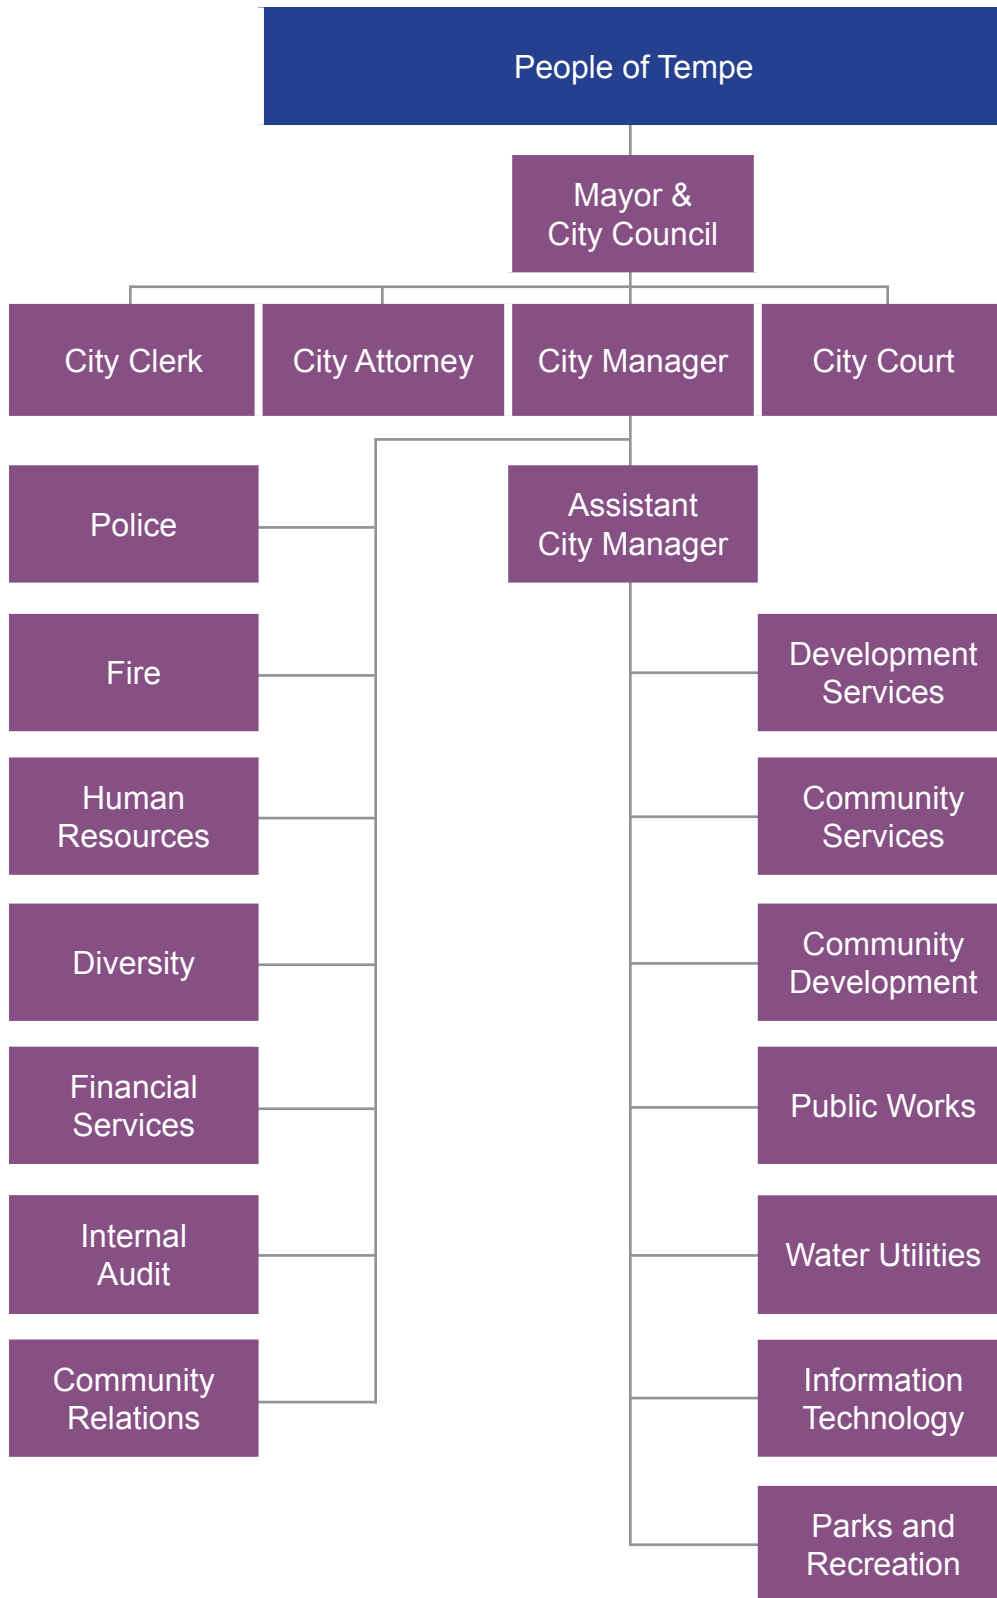 People of Tempe
Mayor &
City Council
City Clerk
City Attorney
City Manager
City Court
Police
Assistant
City Manager
Fire
Development
Services
Human
Resources
Community
Services
Diversity
Community
Development
Financial
Services
Public Works
Internal
Audit
Water Utilities
Community
Relations
Information
Technology
Parks and
Recreation